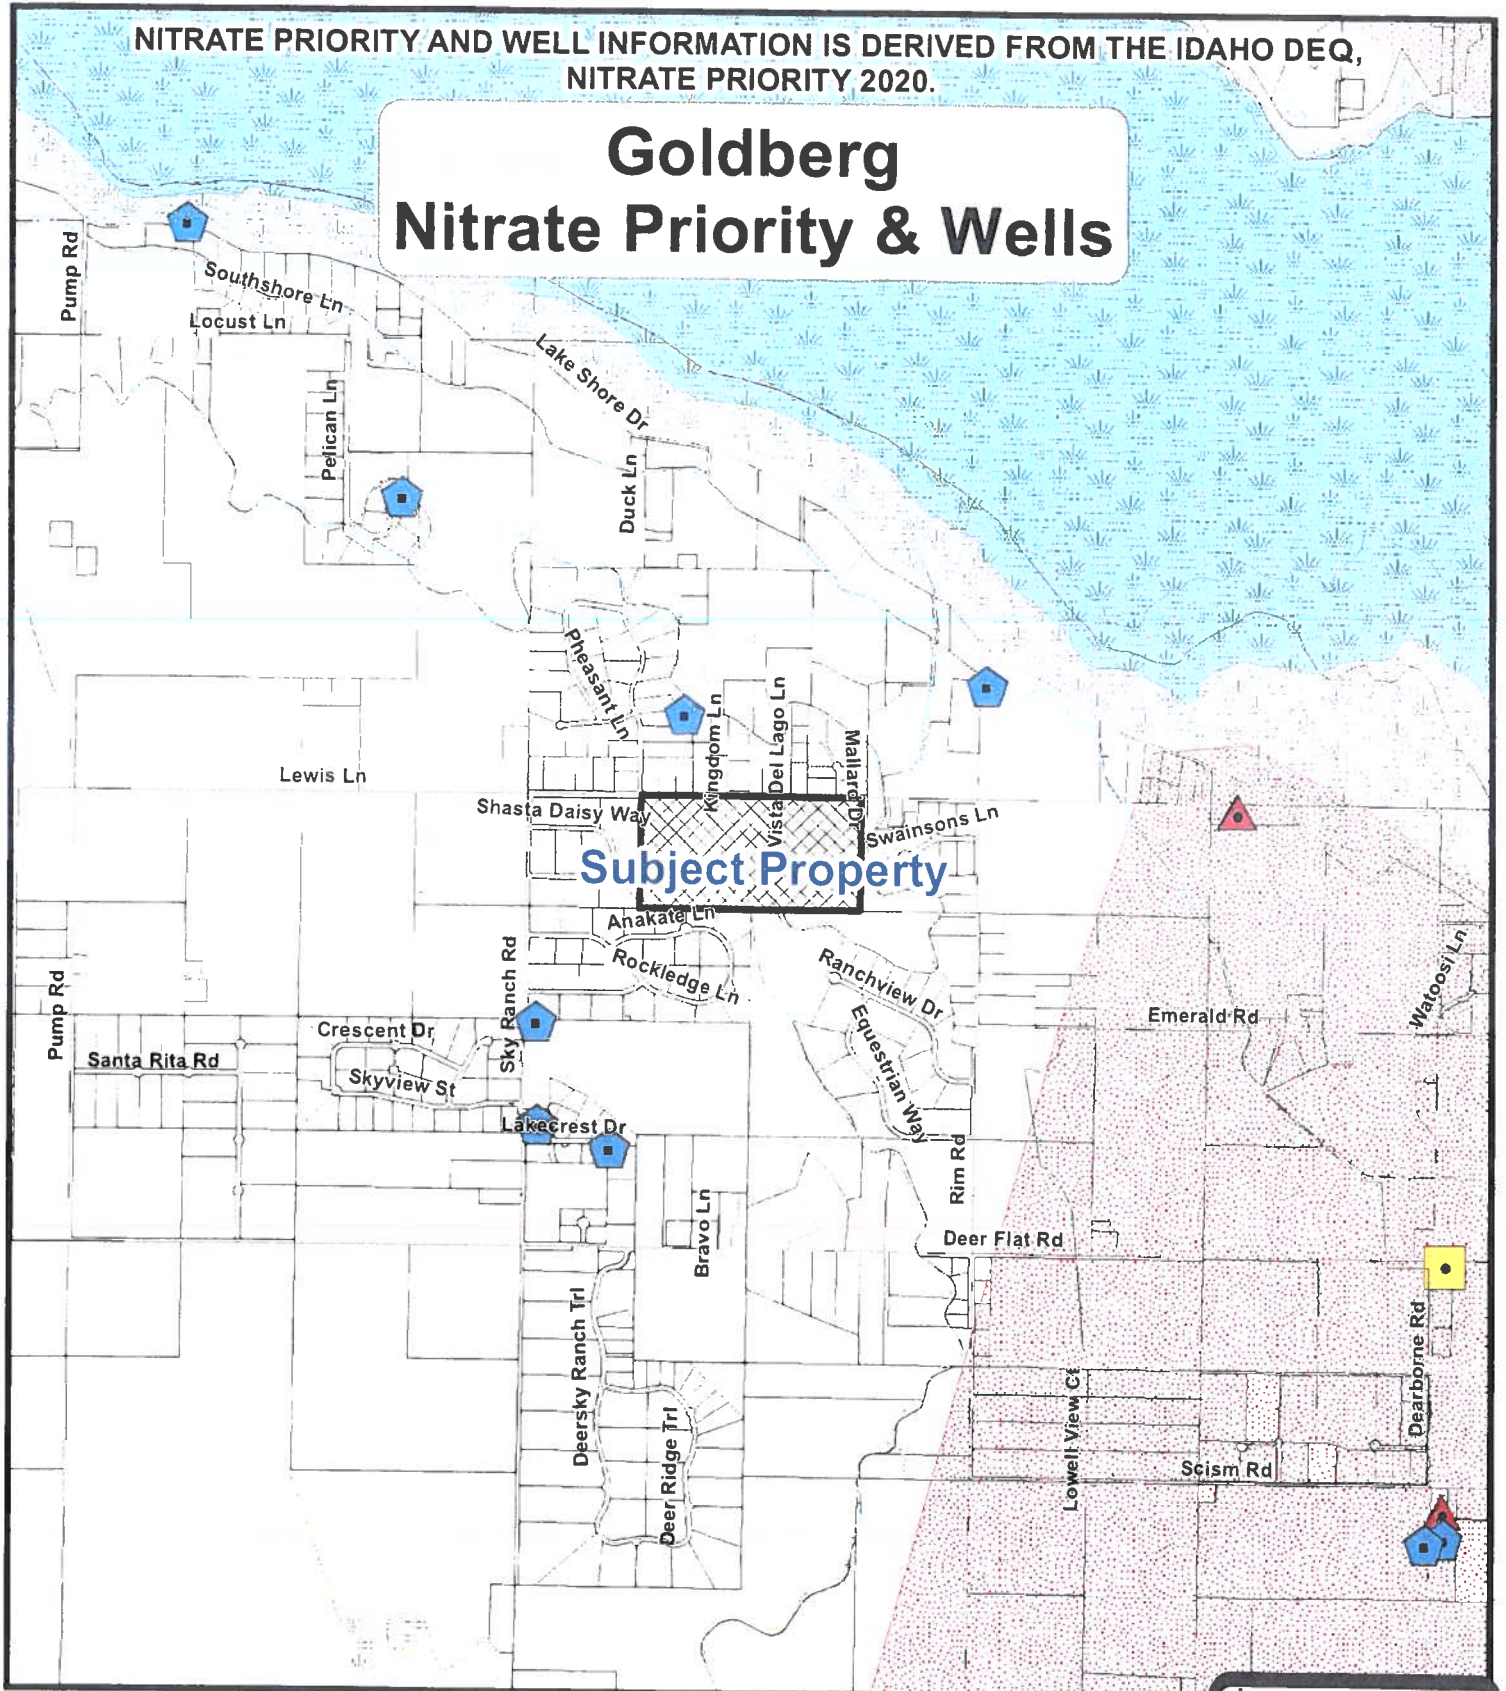 NITRATE PRIORITY AND WELL INFORMATION IS DERIVED FROM THE IDAHO DEQ,
NITRATE PRIORITY 2020.
Goldberg
Nitrate Priority & Wells
Pump Rd
Southshore Ln
Locust Ln
Lake Shore Dr
Pelican Ln
Duck Ln
Pheasant Ln
Kingdom Ln
Vista Del Lago Ln
Mallard Dr
Lewis Ln
Shasta Daisy Way
Swainsons Ln
Subject Property
Anakate Ln
Rockledge Ln
Ranchview Dr
Watoosi Ln
Pump Rd
Sky Ranch Rd
Crescent Dr
Emerald Rd
Santa Rita Rd
Skyview St
Equestrian Way
Lakecrest Dr
Rim Rd
Bravo Ln
Deer Flat Rd
Deersky Ranch Trl
Dearborne Rd
Deer Ridge Trl
Lowell View Ct
Scism Rd